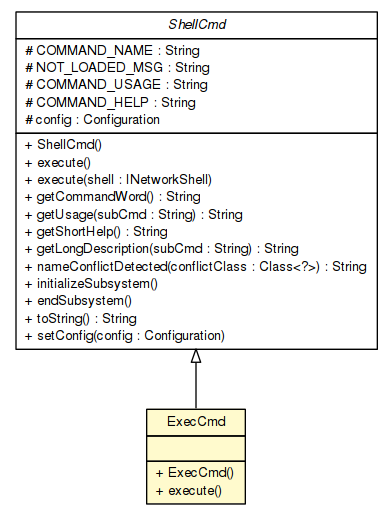 ShellCmd
# COMMAND_NAME : String
# NOT_LOADED_MSG : String
# COMMAND_USAGE : String
# COMMAND_HELP : String
# config : Configuration
+ ShellCmd()
+ execute()
+ execute(shell : INetworkShell)
+ getCommandWord() : String
+ getUsage(subCmd : String) : String
+ getShortHelp() : String
+ getLongDescription(subCmd : String) : String
+ nameConflictDetected(conflictClass : Class<?>) : String
+ initializeSubsystem()
+ endSubsystem()
+ toString() : String
+ setConfig(config : Configuration)
ExecCmd
+ ExecCmd()
+ execute()